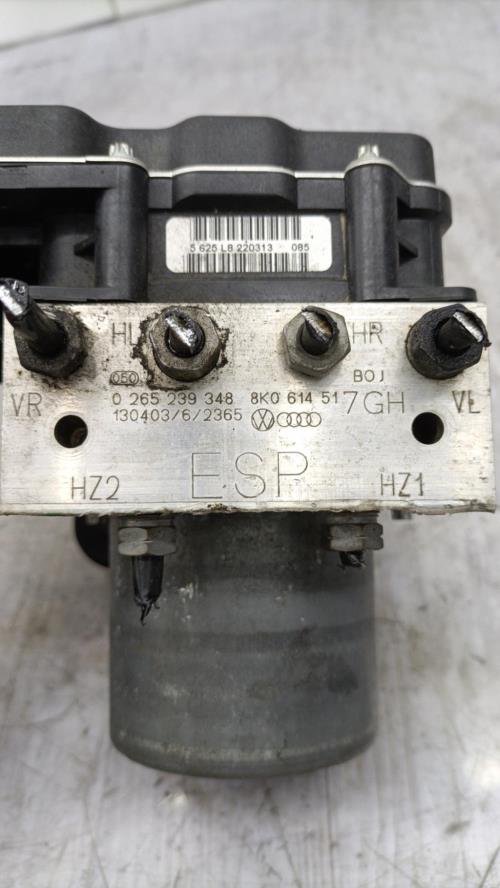 5 625 L8 220313 085
HL HR
050 BOJ
0 265 239 348 8K0 614 517GH
VR VL
130403/6/2365
ESP
HZ2 HZ1